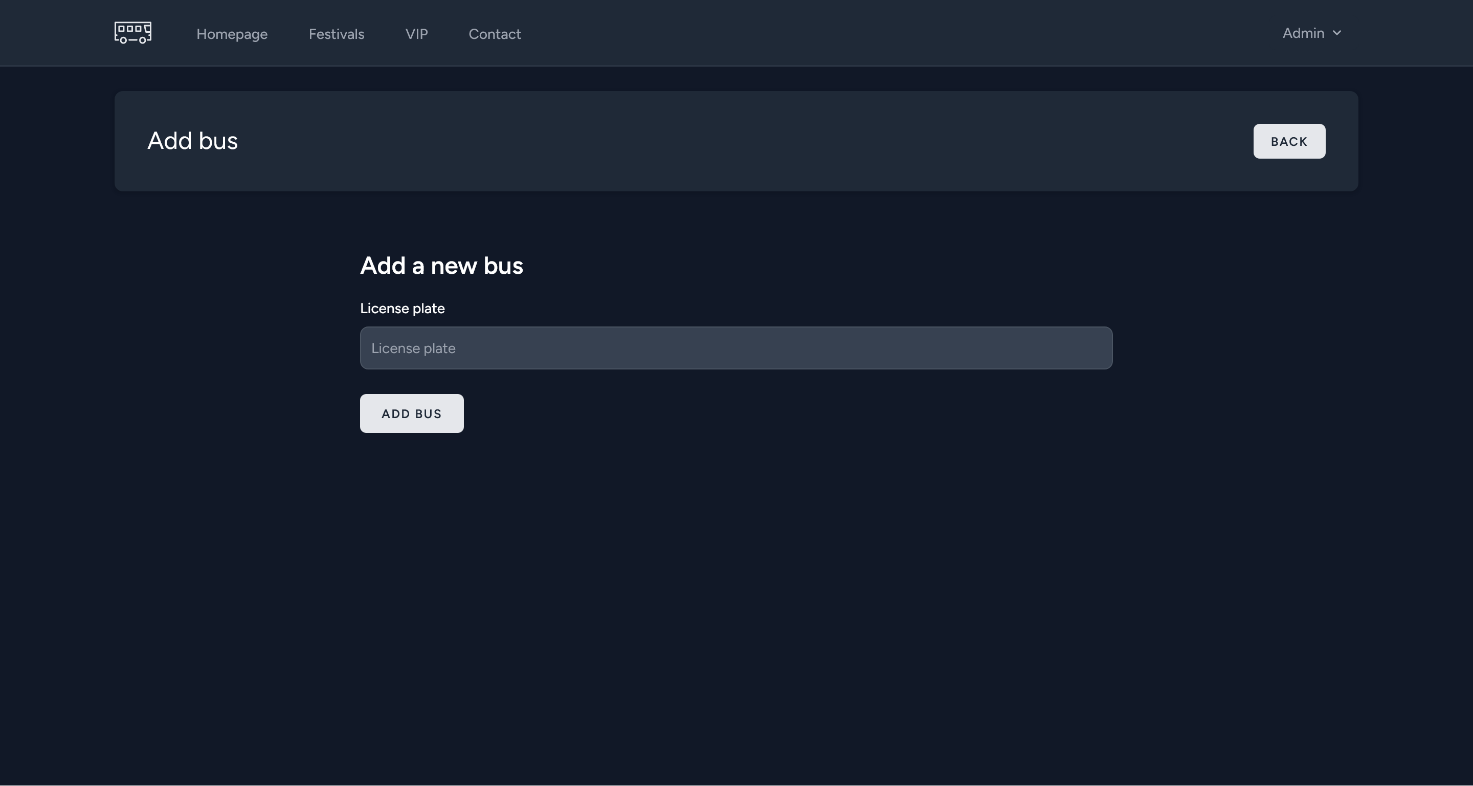 Homepage Festivals VIP Contact Admin
Add bus BACK
Add a new bus
License plate
License plate
ADD BUS